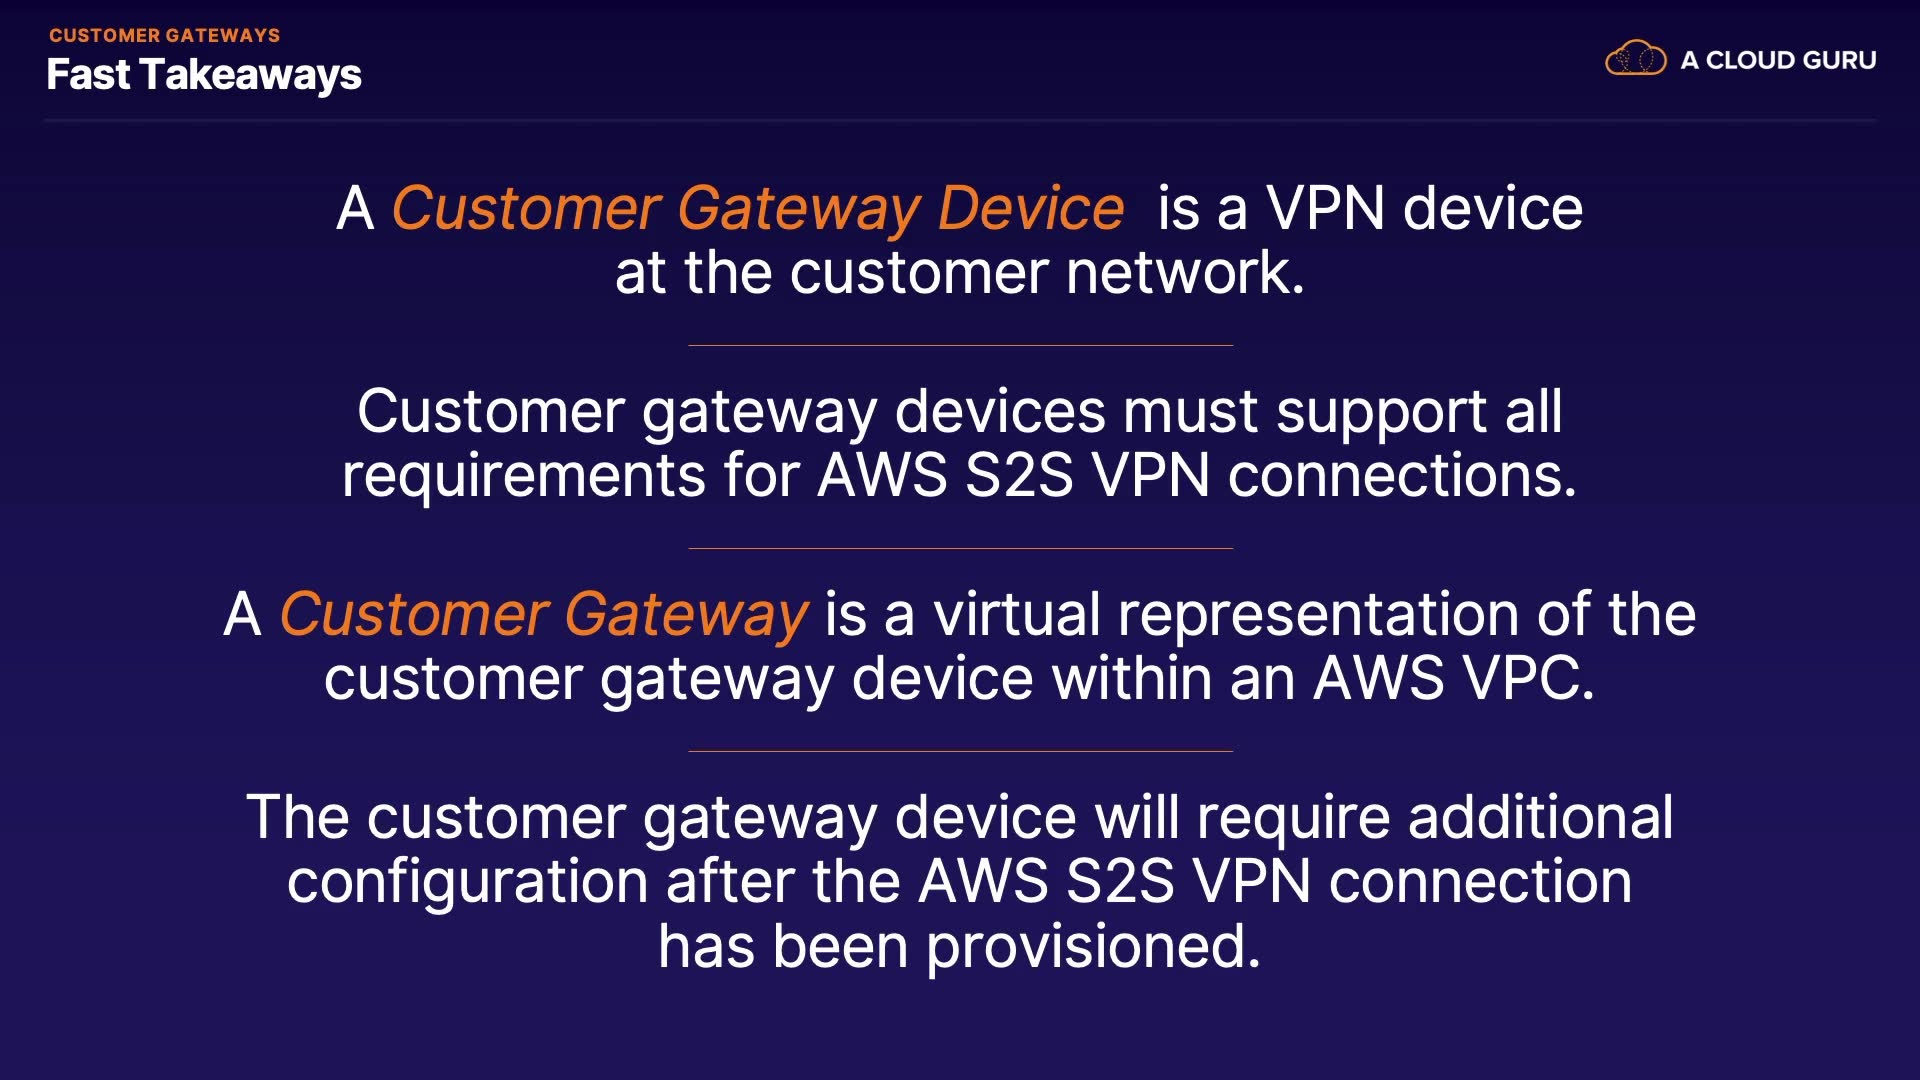 CUSTOMER GATEWAYS
Fast Takeaways
A CLOUD GURU
A Customer Gateway Device is a VPN device
at the customer network.
Customer gateway devices must support all
requirements for AWS S2S VPN connections.
A Customer Gateway is a virtual representation of the
customer gateway device within an AWS VPC.
The customer gateway device will require additional
configuration after the AWS S2S VPN connection
has been provisioned.